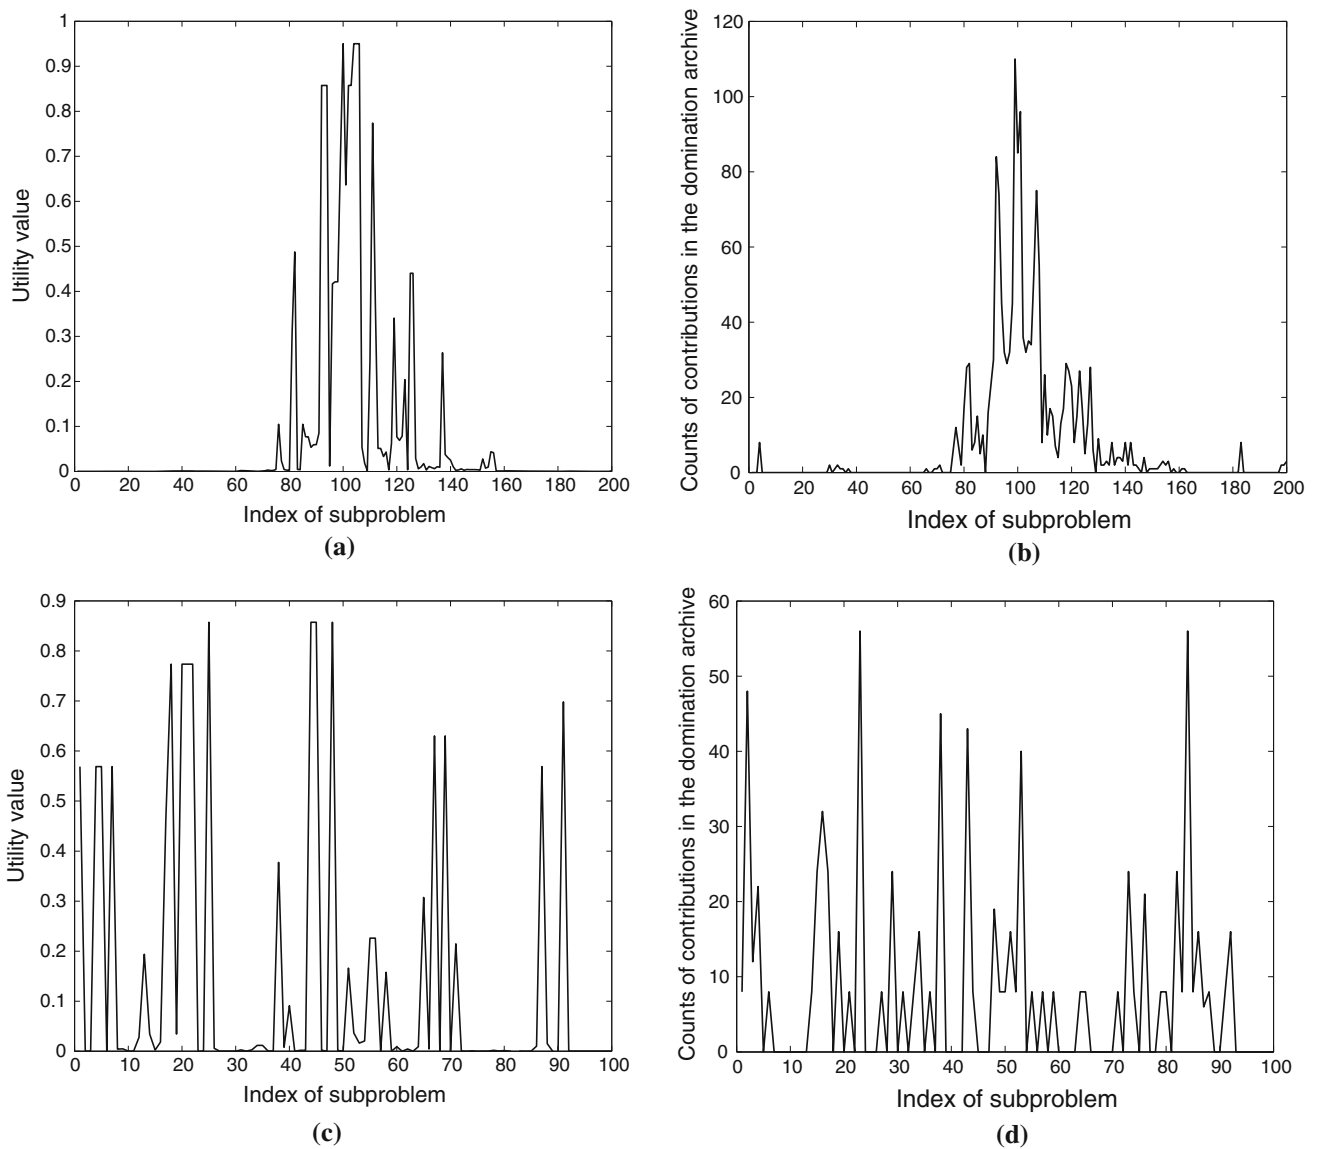 1
0.9
0.8
0.7
0.6
0.5
0.4
0.3
0.2
0.1
0
Utility value
0 20 40 60 80 100 120 140 160 180 200
Index of subproblem
(a)
120
100
80
60
40
20
0
Counts of contributions in the domination archive
0 20 40 60 80 100 120 140 160 180 200
Index of subproblem
(b)
0.9
0.8
0.7
0.6
0.5
0.4
0.3
0.2
0.1
0
Utility value
0 10 20 30 40 50 60 70 80 90 100
Index of subproblem
(c)
60
50
40
30
20
10
0
Counts of contributions in the domination archive
0 10 20 30 40 50 60 70 80 90 100
Index of subproblem
(d)